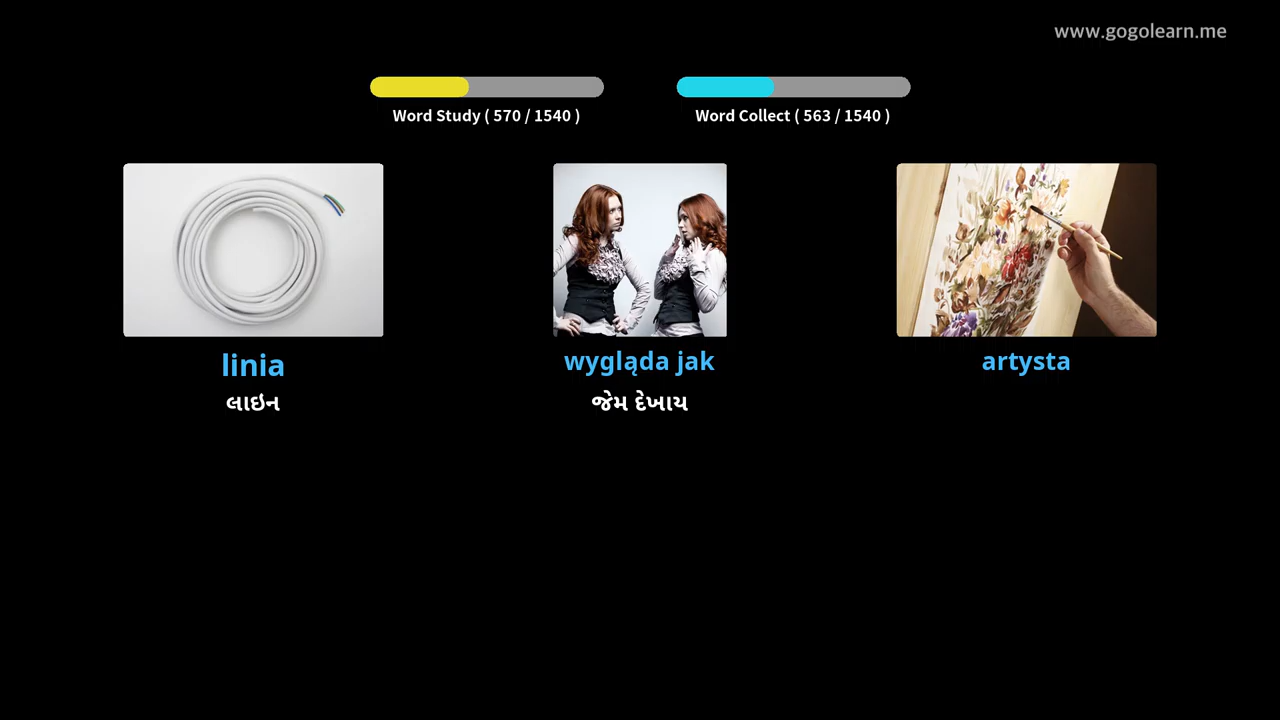 www.gogolearn.me
Word Study ( 570 / 1540 )
Word Collect ( 563 / 1540 )
linia
wygląda jak
artysta
લાઇન
જેમ દેખાય